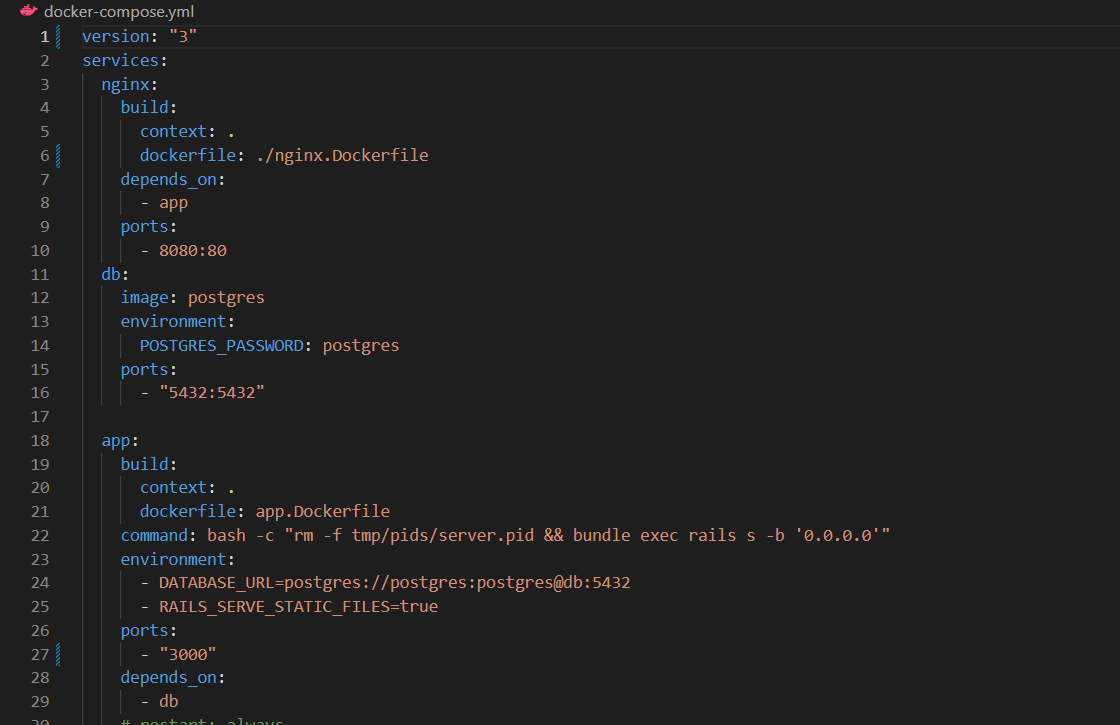 docker-compose.yml
1 version: "3"
2 services:
3   nginx:
4     build:
5       context: .
6       dockerfile: ./nginx.Dockerfile
7     depends_on:
8       - app
9     ports:
10       - 8080:80
11   db:
12     image: postgres
13     environment:
14       POSTGRES_PASSWORD: postgres
15     ports:
16       - "5432:5432"
17
18   app:
19     build:
20       context: .
21       dockerfile: app.Dockerfile
22     command: bash -c "rm -f tmp/pids/server.pid && bundle exec rails s -b '0.0.0.0'"
23     environment:
24       - DATABASE_URL=postgres://postgres:postgres@db:5432
25       - RAILS_SERVE_STATIC_FILES=true
26     ports:
27       - "3000"
28     depends_on:
29       - db
30     # restart: always